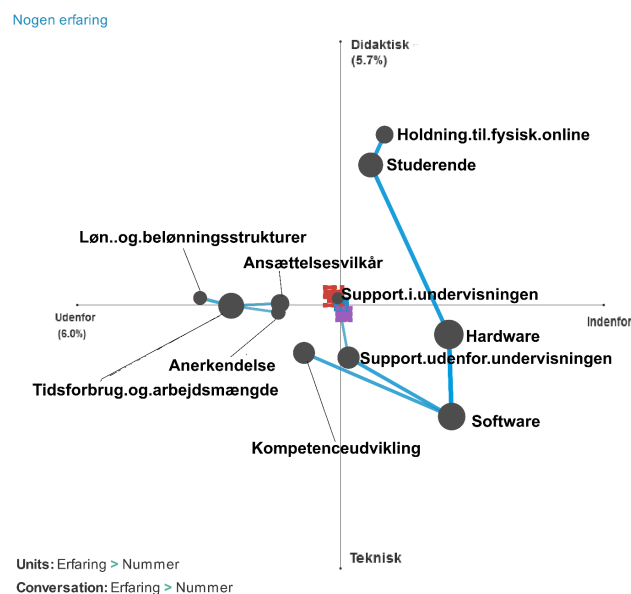 Nogen erfaring
Didaktisk
(5.7%)
Holdning.til.fysisk.online
Studerende
Løn..og.belønningsstrukturer
Ansættelsesvilkår
Support.i.undervisningen
Udenfor
(6.0%)
Indenfor
Hardware
Anerkendelse
Support.udenfor.undervisningen
Tidsforbrug.og.arbejdsmængde
Software
Kompetenceudvikling
Teknisk
Units: Erfaring > Nummer
Conversation: Erfaring > Nummer